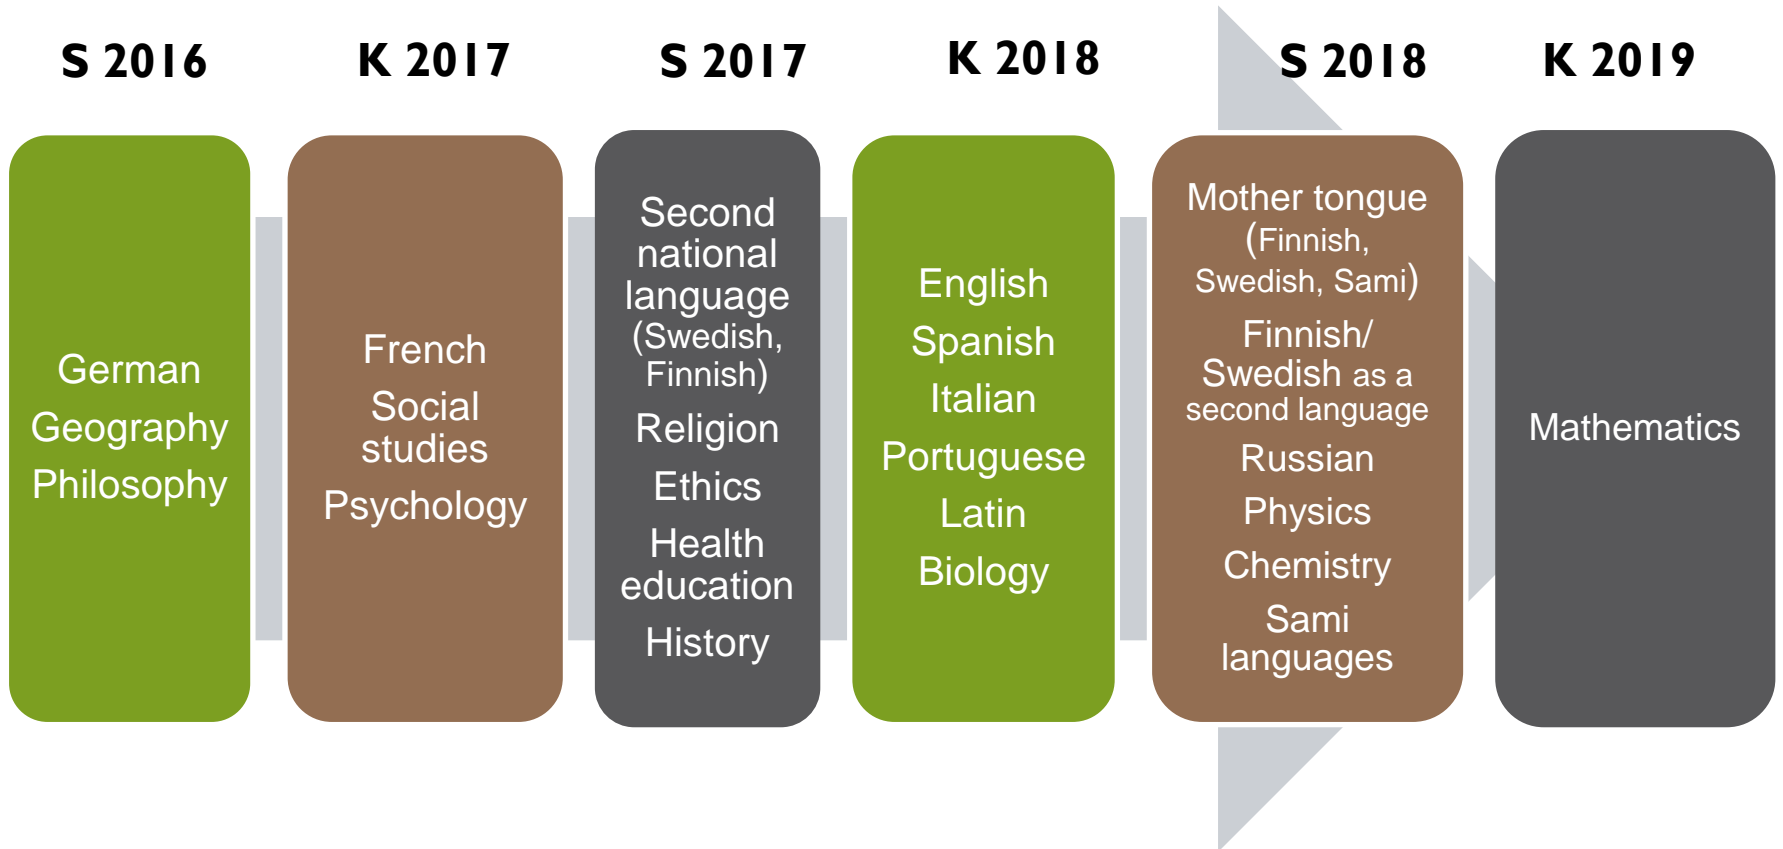 S 2016
K 2017
S 2017
K 2018
S 2018
K 2019
German
Geography
Philosophy
French
Social
studies
Psychology
Second
national
language
(Swedish,
Finnish)
Religion
Ethics
Health
education
History
English
Spanish
Italian
Portuguese
Latin
Biology
Mother tongue
(Finnish,
Swedish, Sami)
Finnish/
Swedish as a
second language
Russian
Physics
Chemistry
Sami
languages
Mathematics